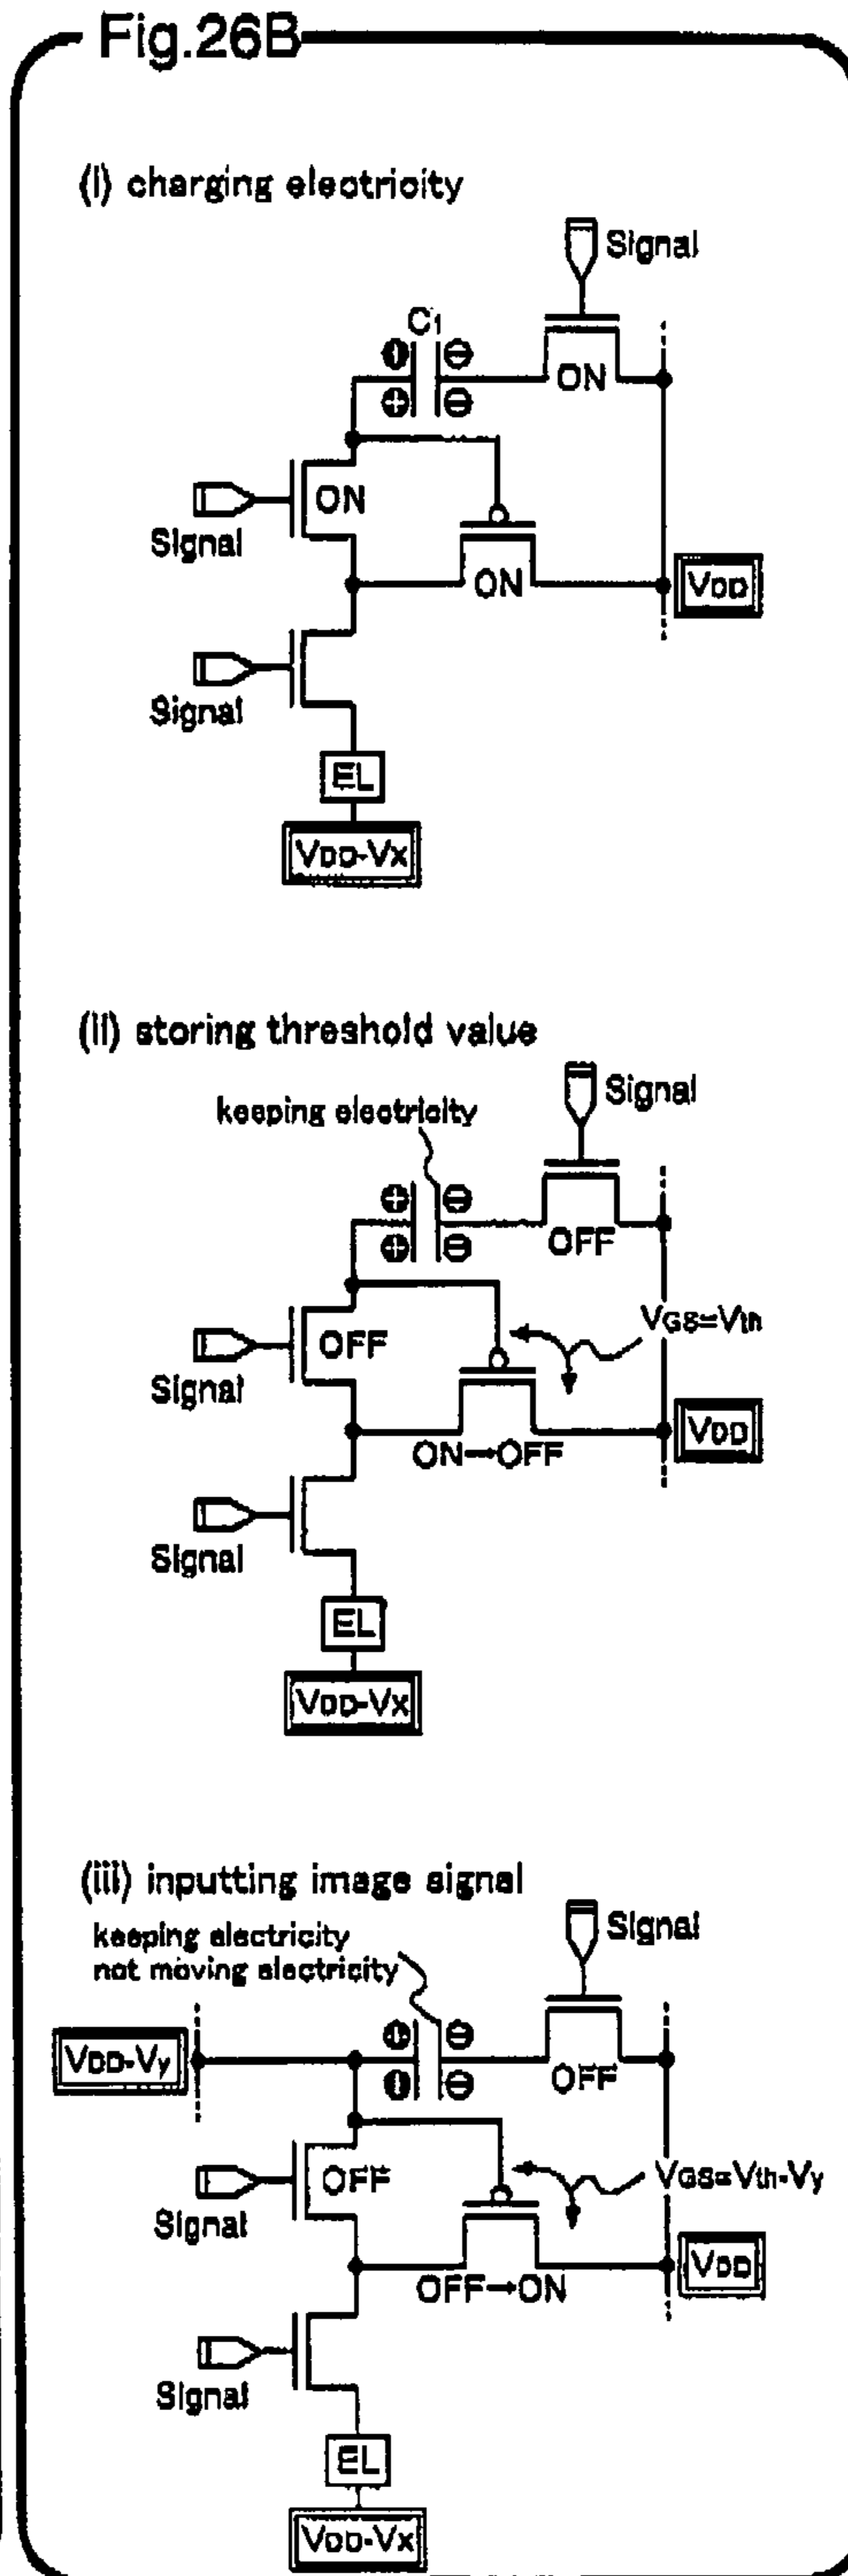 Fig.26B
(i) charging electricity
Signal
C1
⊕ ⊖
ON
⊕ ⊖
ON
Signal
ON
VDD
Signal
EL
VDD-VX
(ii) storing threshold value
Signal
keeping electricity
⊕ ⊖
OFF
⊕ ⊖
VGS=Vth
OFF
Signal
VDD
ON→OFF
Signal
EL
VDD-VX
(iii) inputting image signal
Signal
keeping electricity
not moving electricity
⊕ ⊖
VDD-Vy
OFF
⊕ ⊖
VGS=Vth-Vy
OFF
Signal
VDD
OFF→ON
Signal
EL
VDD-VX